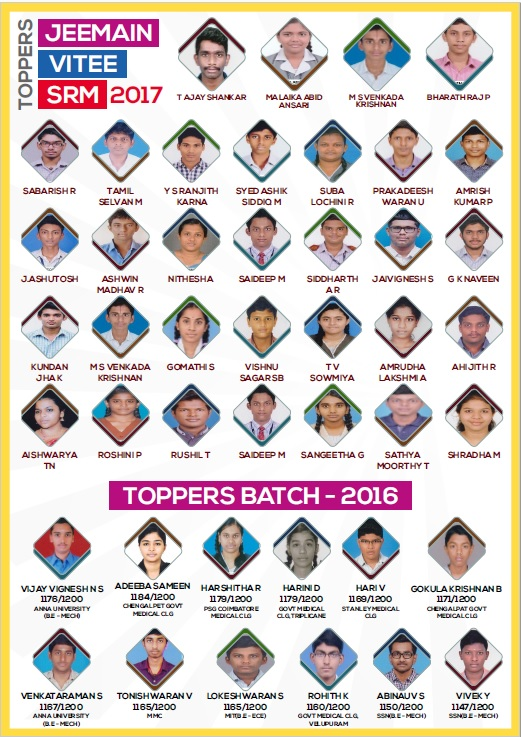 TOPPERS
JEEMAIN
VITEE
SRM 2017
T AJAY SHANKAR
MALAIKA ABID
ANSARI
M S VENKADA
KRISHNAN
BHARATH RAJ P
SABARISH R
TAMIL
SELVAN M
Y S RANJITH
KARNA
SYED ASHIK
SIDDIQ M
SUBA
LOCHINI R
PRAKADEESH
WARAN U
AMRISH
KUMAR P
J.ASHUTOSH
ASHWIN
MADHAV R
NITHESHA
SAIDEEP M
SIDDHARTH
A R
JAIVIGNESH S
G K NAVEEN
KUNDAN
JHA K
M S VENKADA
KRISHNAN
GOMATHI S
VISHNU
SAGAR SB
T V
SOWMIYA
AMRUDHA
LAKSHMI A
AHIJITH R
AISHWARYA
TN
ROSHINI P
RUSHIL T
SAIDEEP M
SANGEETHA G
SATHYA
MOORTHY T
SHRADHA M
TOPPERS BATCH - 2016
VIJAY VIGNESH N S
1176/1200
ANNA UNIVERSITY
(B.E - MECH)
ADEEBA SAMEEN
1184/1200
CHENGALPET GOVT
MEDICAL CLG
HARSHITHA R
1179/1200
PSG COIMBATORE
MEDICAL CLG
HARINI D
1179/1200
GOVT MEDICAL
CLG, TRIPLICANE
HARI V
1169/1200
STANLEY MEDICAL
CLG
GOKULA KRISHNAN B
1171/1200
CHENGALPAT GOVT
MEDICAL CLG
VENKATARAMAN S
1167/1200
ANNA UNIVERSITY
(B.E - MECH)
TONISHWARAN V
1165/1200
MMC
LOKESHWARAN S
1165/1200
MIT(B.E - ECE)
ROHITH K
1160/1200
GOVT MEDICAL CLG,
VELUPURAM
ABINAUV S
1150/1200
SSN(B.E - MECH)
VIVEK Y
1147/1200
SSN(B.E - MECH)